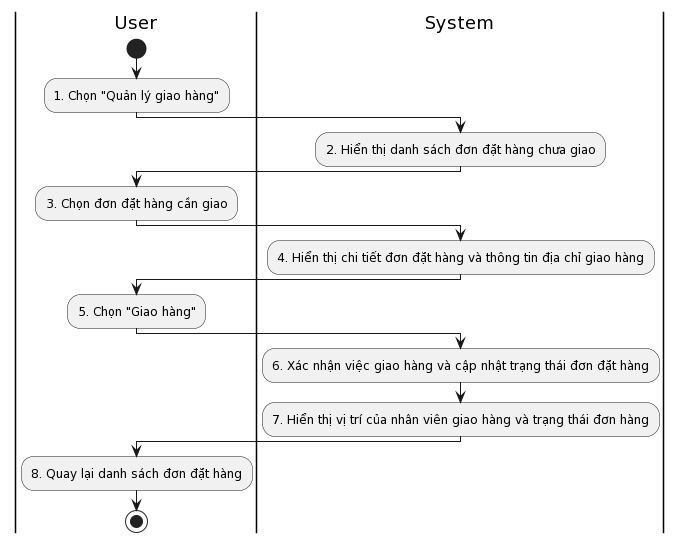 User
System
1. Chọn "Quản lý giao hàng"
2. Hiển thị danh sách đơn đặt hàng chưa giao
3. Chọn đơn đặt hàng cần giao
4. Hiển thị chi tiết đơn đặt hàng và thông tin địa chỉ giao hàng
5. Chọn "Giao hàng"
6. Xác nhận việc giao hàng và cập nhật trạng thái đơn đặt hàng
7. Hiển thị vị trí của nhân viên giao hàng và trạng thái đơn hàng
8. Quay lại danh sách đơn đặt hàng